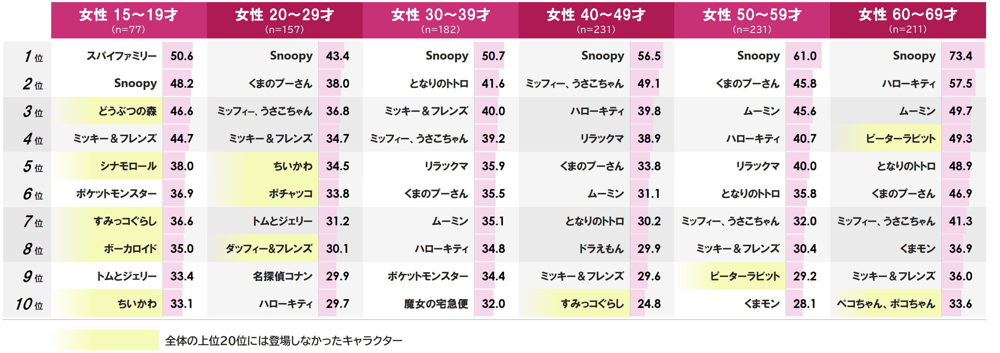 女性 15～19才 女性 20～29才 女性 30～39才 女性 40～49才 女性 50～59才 女性 60～69才
(n=77) (n=157) (n=182) (n=231) (n=231) (n=211)
1位 スパイファミリー 50.6 Snoopy 43.4 Snoopy 50.7 Snoopy 56.5 Snoopy 61.0 Snoopy 73.4
2位 Snoopy 48.2 くまのプーさん 38.0 となりのトトロ 41.6 ミッフィー、うさこちゃん 49.1 くまのプーさん 45.8 ハローキティ 57.5
3位 どうぶつの森 46.6 ミッフィー、うさこちゃん 36.8 ミッキー＆フレンズ 40.0 ハローキティ 39.8 ムーミン 45.6 ムーミン 49.7
4位 ミッキー＆フレンズ 44.7 ミッキー＆フレンズ 34.7 ミッフィー、うさこちゃん 39.2 リラックマ 38.9 ハローキティ 40.7 ピーターラビット 49.3
5位 シナモロール 38.0 ちいかわ 34.5 リラックマ 35.9 くまのプーさん 33.8 リラックマ 40.0 となりのトトロ 48.9
6位 ポケットモンスター 36.9 ポチャッコ 33.8 くまのプーさん 35.5 ムーミン 31.1 となりのトトロ 35.8 くまのプーさん 46.9
7位 すみっコぐらし 36.6 トムとジェリー 31.2 ムーミン 35.1 となりのトトロ 30.2 ミッフィー、うさこちゃん 32.0 ミッフィー、うさこちゃん 41.3
8位 ボーカロイド 35.0 ダッフィー&フレンズ 30.1 ハローキティ 34.8 ドラえもん 29.9 ミッキー＆フレンズ 30.4 くまモン 36.9
9位 トムとジェリー 33.4 名探偵コナン 29.9 ポケットモンスター 34.4 ミッキー＆フレンズ 29.6 ピーターラビット 29.2 ミッキー＆フレンズ 36.0
10位 ちいかわ 33.1 ハローキティ 29.7 魔女の宅急便 32.0 すみっコぐらし 24.8 くまモン 28.1 ペコちゃん、ポコちゃん 33.6
全体の上位20位には登場しなかったキャラクター